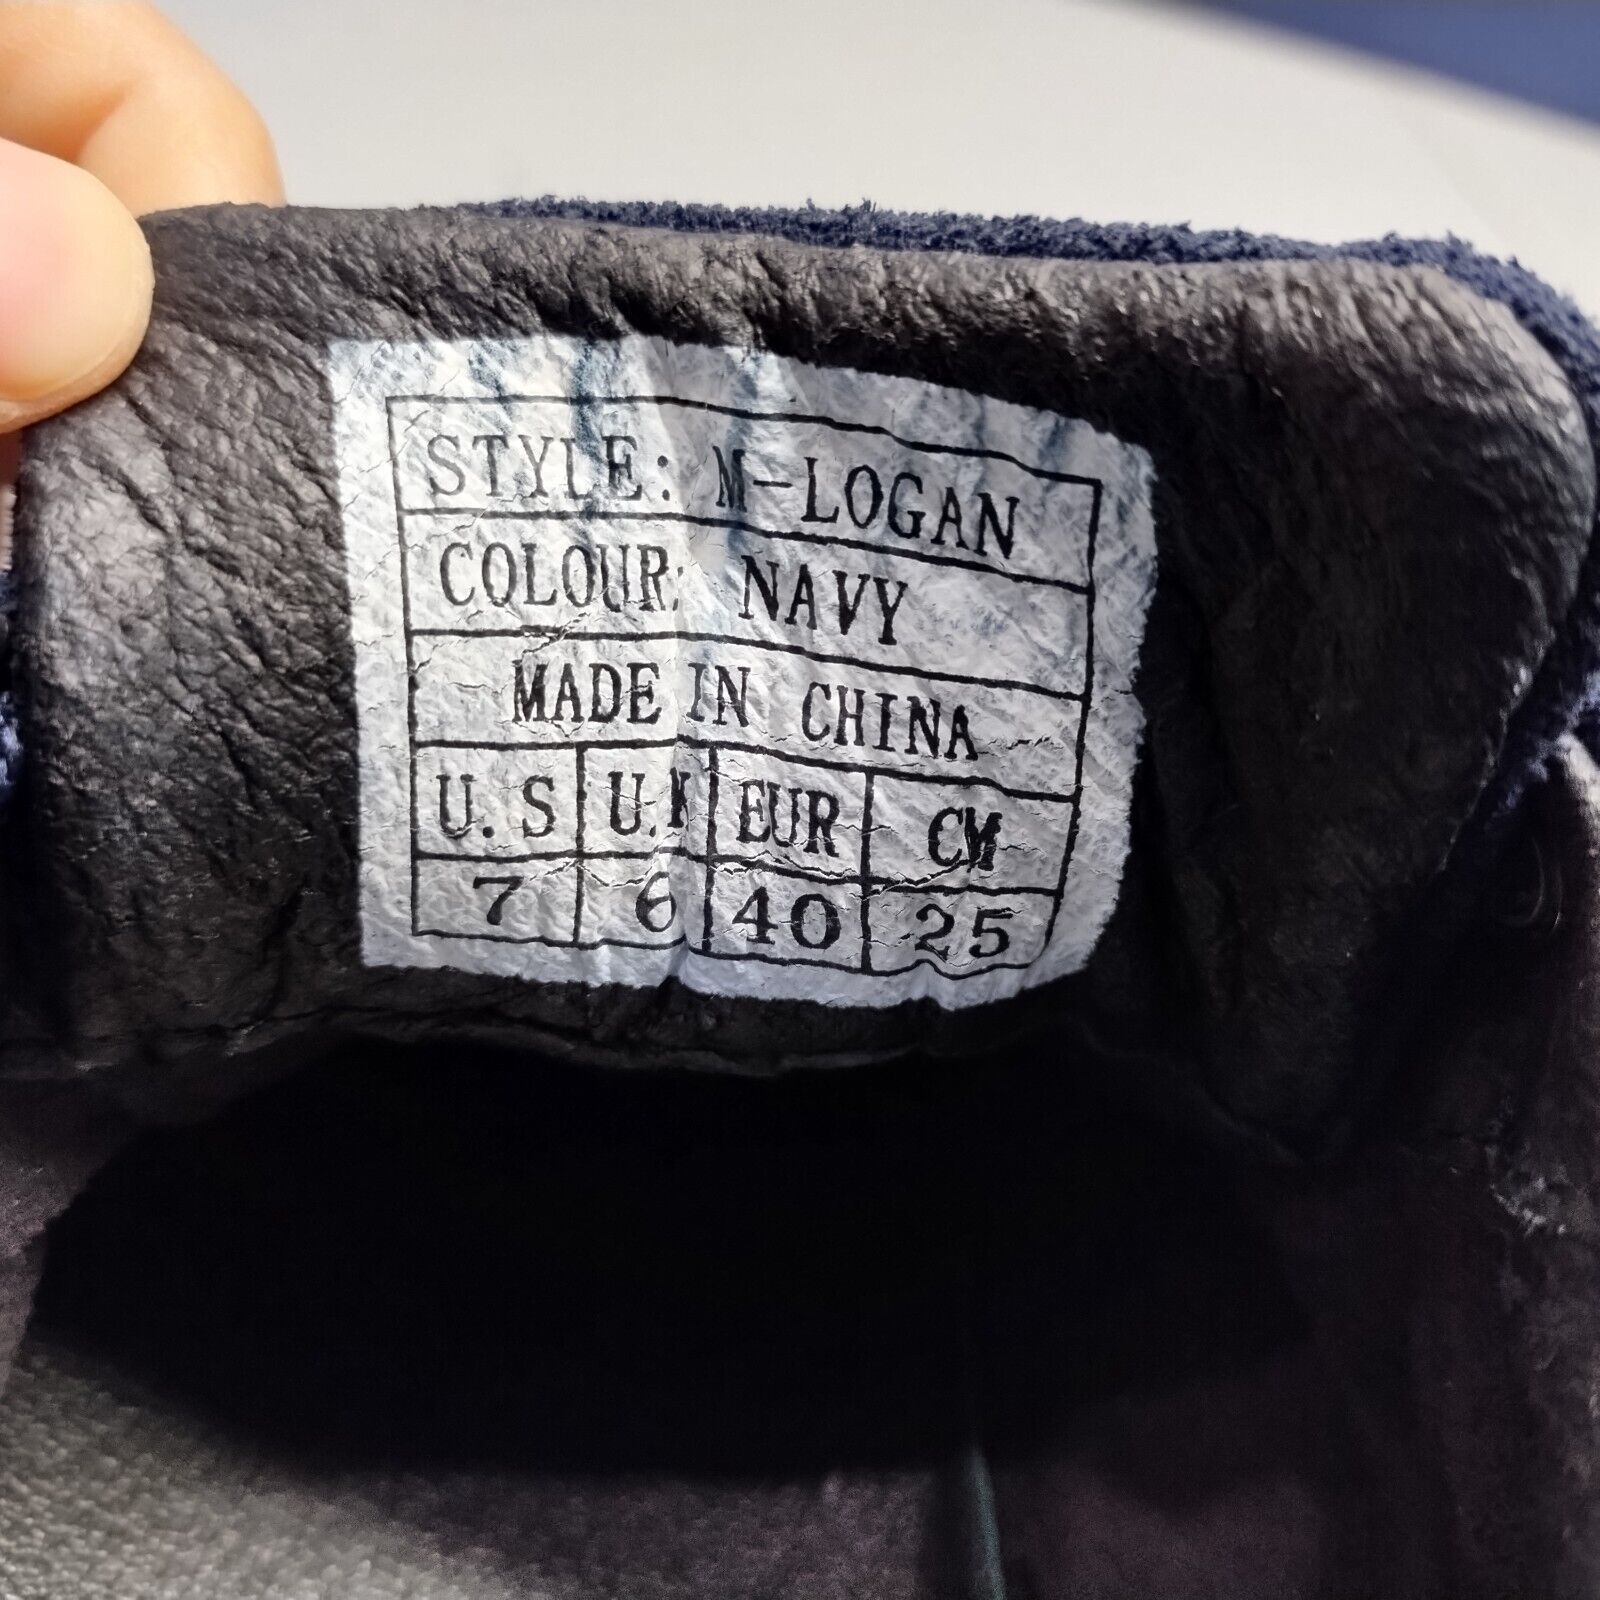 STYLE: M-LOGAN
COLOUR: NAVY
MADE IN CHINA
U.S U.K EUR CM
7 6 40 25